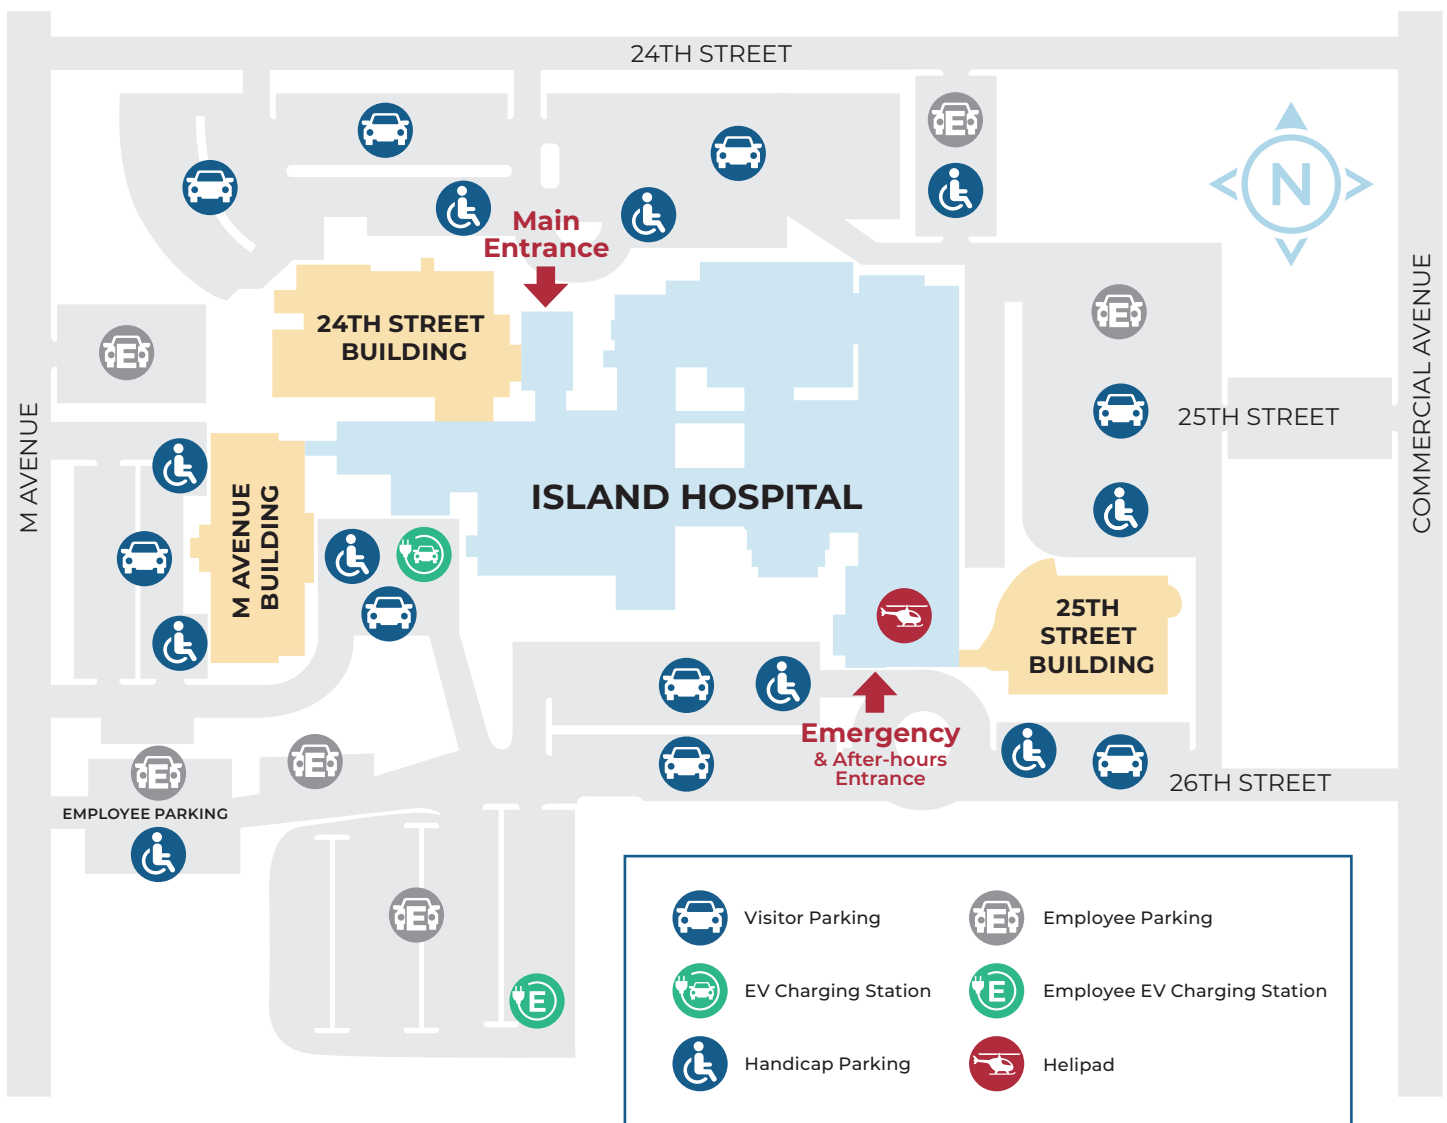 24TH STREET
E
N
Main
Entrance
24TH STREET
BUILDING
E
E
M AVENUE
COMMERCIAL AVENUE
25TH STREET
M AVENUE
BUILDING
ISLAND HOSPITAL
25TH
STREET
BUILDING
Emergency
& After-hours
Entrance
E
E
EMPLOYEE PARKING
26TH STREET
E
E
Visitor Parking
E
Employee Parking
EV Charging Station
E
Employee EV Charging Station
Handicap Parking
Helipad